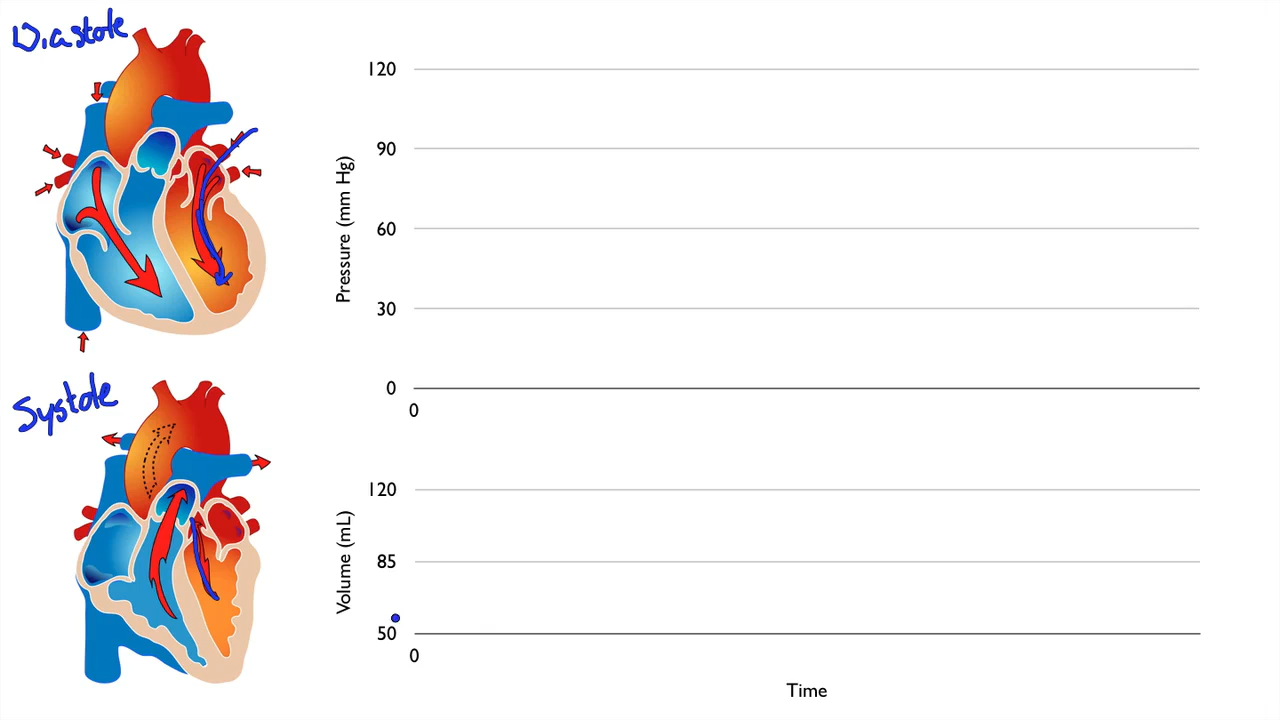 Diastole
120
90
60
30
0
0
Pressure (mm Hg)
Systole
120
85
50
0
Volume (mL)
Time